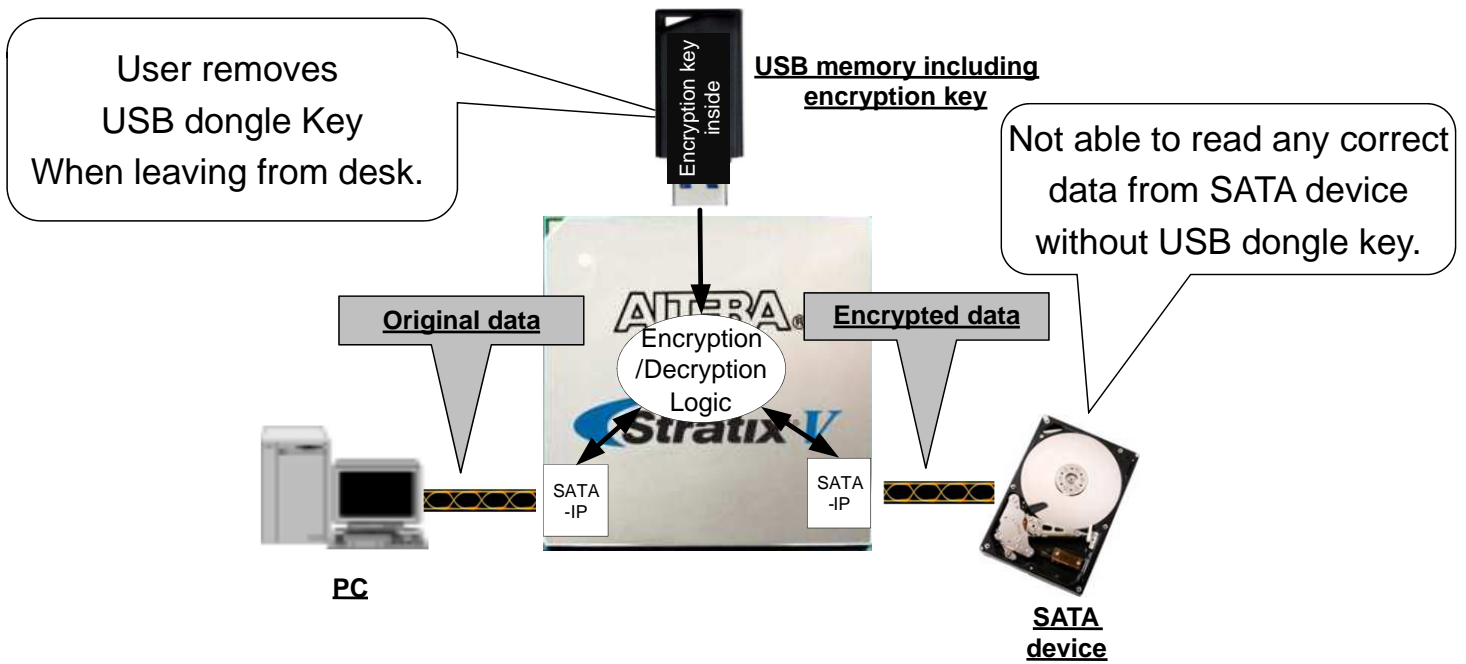 User removes
USB dongle Key
When leaving from desk.
Encryption key
inside
USB memory including
encryption key
Not able to read any correct
data from SATA device
without USB dongle key.
Original data
ALTERA®
Encrypted data
Encryption
/Decryption
Logic
Stratix V
SATA
-IP
SATA
-IP
PC
SATA
device